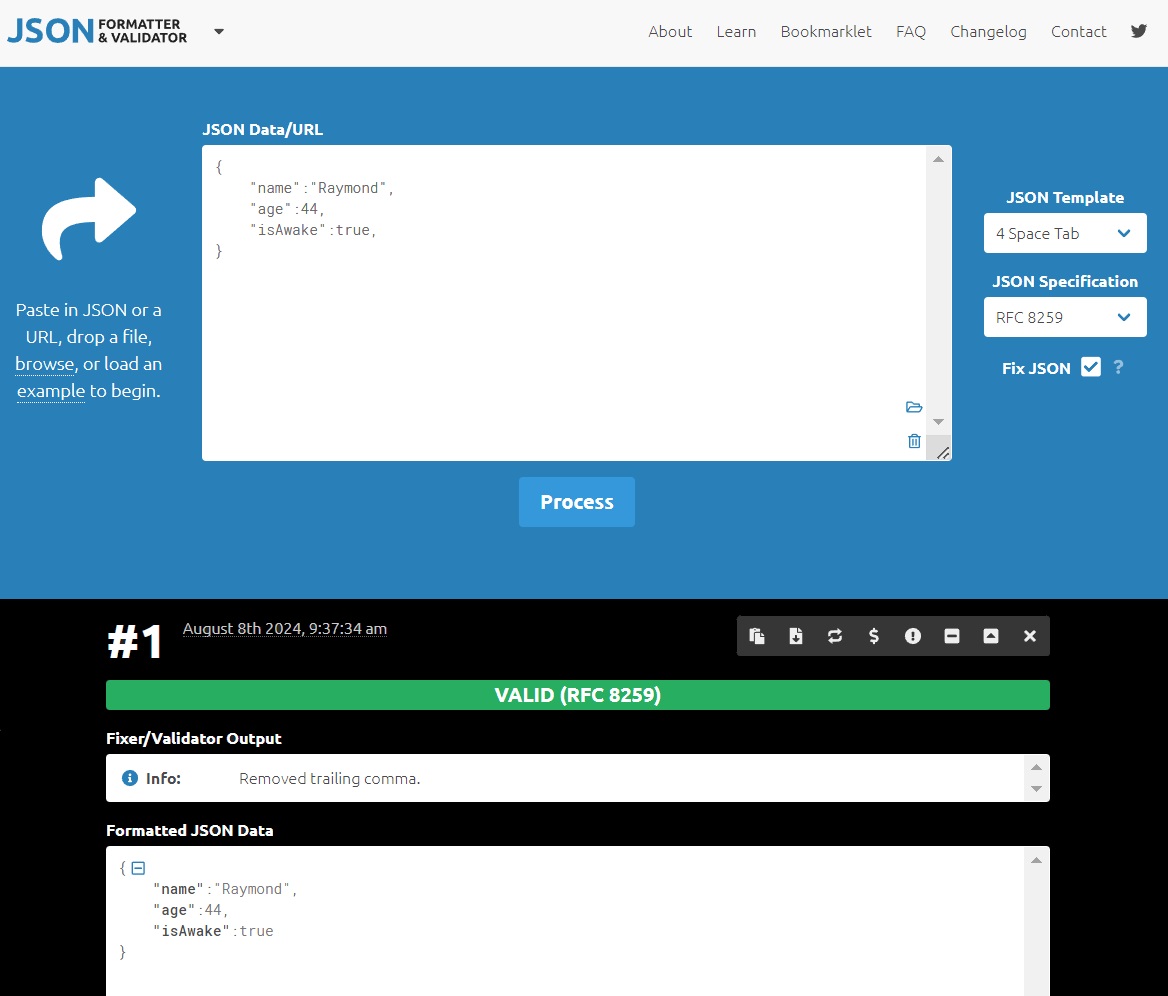 JSON FORMATTER & VALIDATOR
About Learn Bookmarklet FAQ Changelog Contact
JSON Data/URL
{
    "name":"Raymond",
    "age":44,
    "isAwake":true,
}
Paste in JSON or a
URL, drop a file,
browse, or load an
example to begin.
JSON Template
4 Space Tab
JSON Specification
RFC 8259
Fix JSON ?
Process
#1 August 8th 2024, 9:37:34 am
VALID (RFC 8259)
Fixer/Validator Output
Info: Removed trailing comma.
Formatted JSON Data
{
    "name":"Raymond",
    "age":44,
    "isAwake":true
}